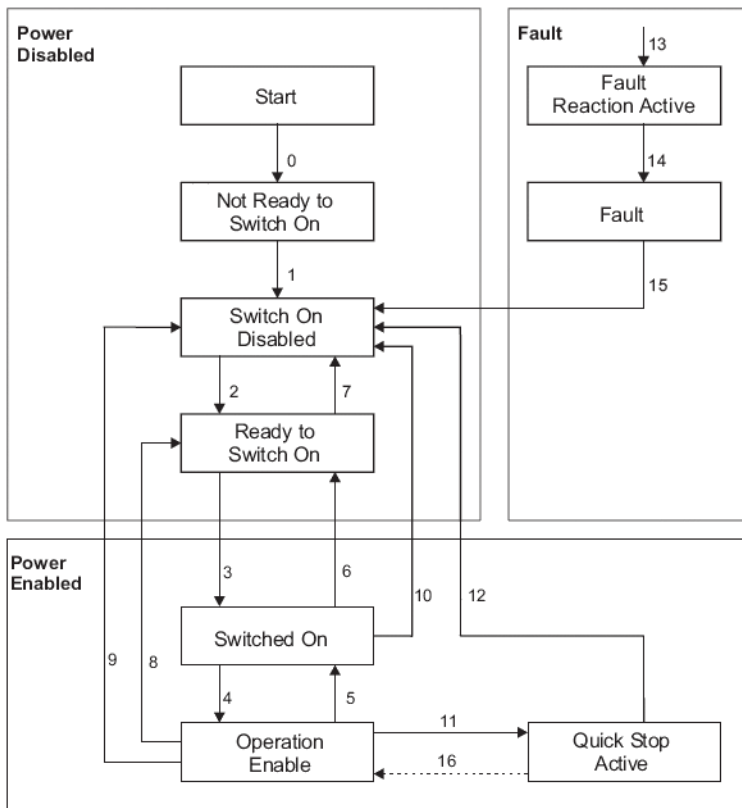 Power
Disabled
Start
0
Not Ready to
Switch On
1
Switch On
Disabled
2
7
Ready to
Switch On
Fault
13
Fault
Reaction Active
14
Fault
15
Power
Enabled
3
6
10
12
Switched On
9
8
4
5
11
Operation
Enable
16
Quick Stop
Active